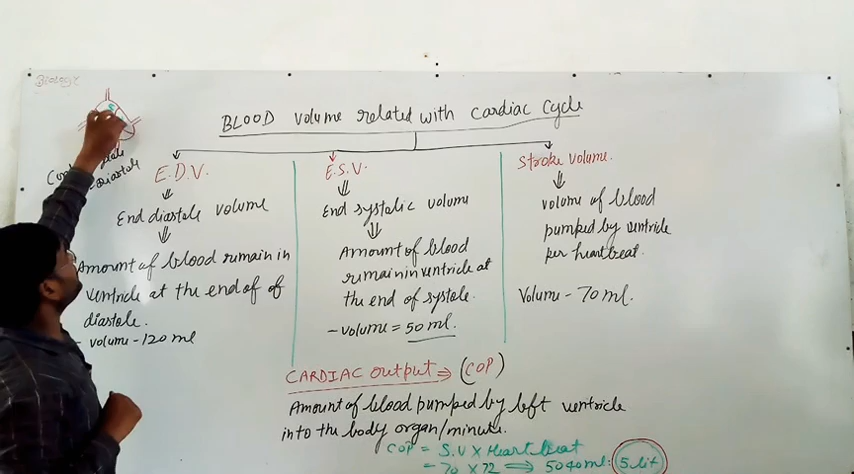 Biology
BLOOD volume related with cardiac cycle
E.D.V.
End diastole volume
Amount of blood remain in
ventricle at the end of of
diastole.
- volume - 120 ml
E.S.V.
End systalic volume
Amount of blood
remain in ventricle at
the end of systole.
- volume = 50 ml.
Stroke volume.
volume of blood
pumped by ventricle
per heartbeat.
Volume - 70 ml.
CARDIAC output ⇒ (COP)
Amount of blood pumped by left ventricle
into the body organ/minute.
COP = S.V X Heart beat
= 70 X 72 ⇒ 5040 ml: 5 lit